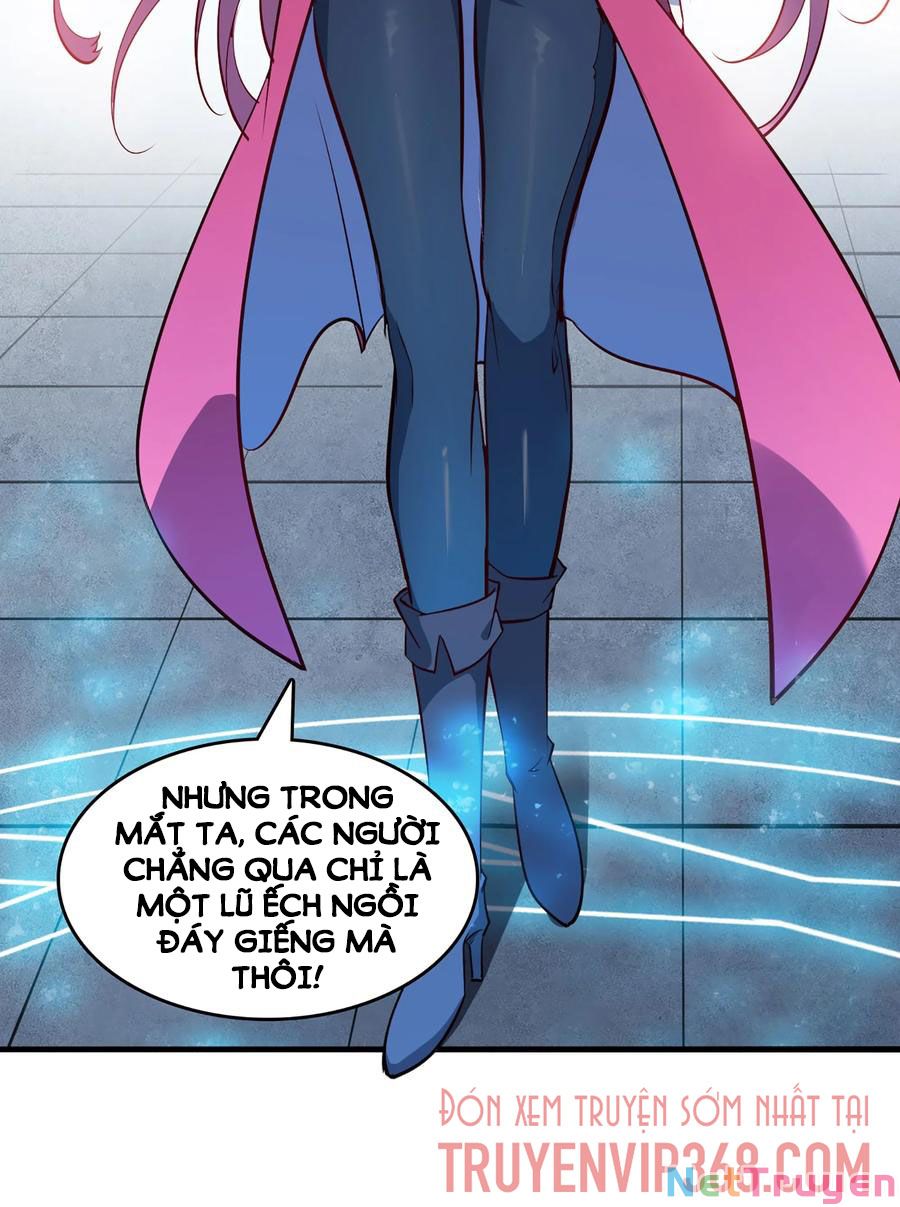 NHƯNG TRONG
MẮT TA, CÁC NGƯỜI
CHẲNG QUA CHỈ LÀ
MỘT LŨ ẾCH NGỒI
ĐÁY GIẾNG MÀ
THÔI!
ĐÓN XEM TRUYỆN SỚM NHẤT TẠI
TRUYENVIP368.COM
NetTruyen